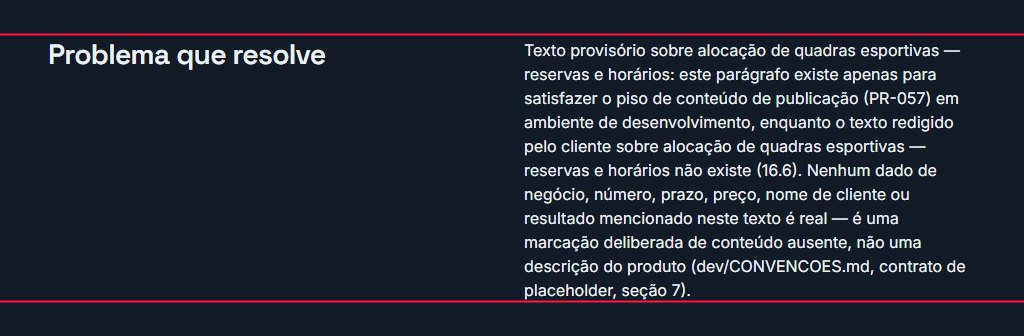 Problema que resolve
Texto provisório sobre alocação de quadras esportivas —
reservas e horários: este parágrafo existe apenas para
satisfazer o piso de conteúdo de publicação (PR-057) em
ambiente de desenvolvimento, enquanto o texto redigido
pelo cliente sobre alocação de quadras esportivas —
reservas e horários não existe (16.6). Nenhum dado de
negócio, número, prazo, preço, nome de cliente ou
resultado mencionado neste texto é real — é uma
marcação deliberada de conteúdo ausente, não uma
descrição do produto (dev/CONVENCOES.md, contrato de
placeholder, seção 7).